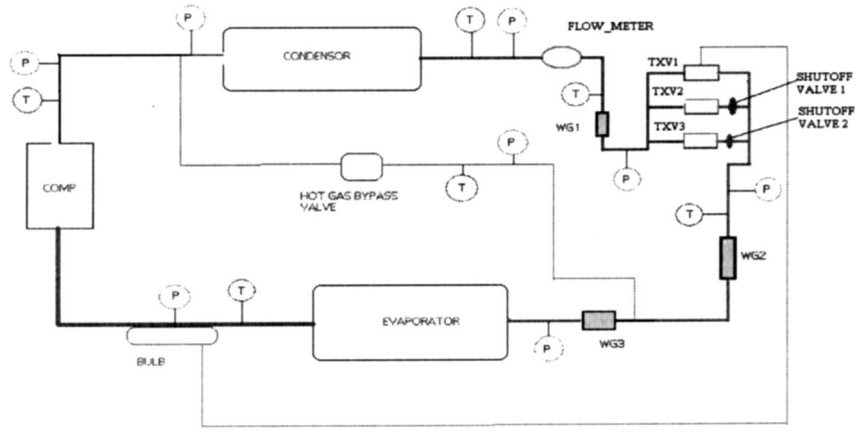 FLOW_METER
P
T
P
P
CONDENSOR
P
TXV1
SHUTOFF
VALVE 1
T
TXV2
T
WG1
TXV3
SHUTOFF
VALVE 2
P
P
COMP
HOT GAS BYPASS
VALVE
T
P
T
WG2
P
T
EVAPORATOR
P
WG3
BULB